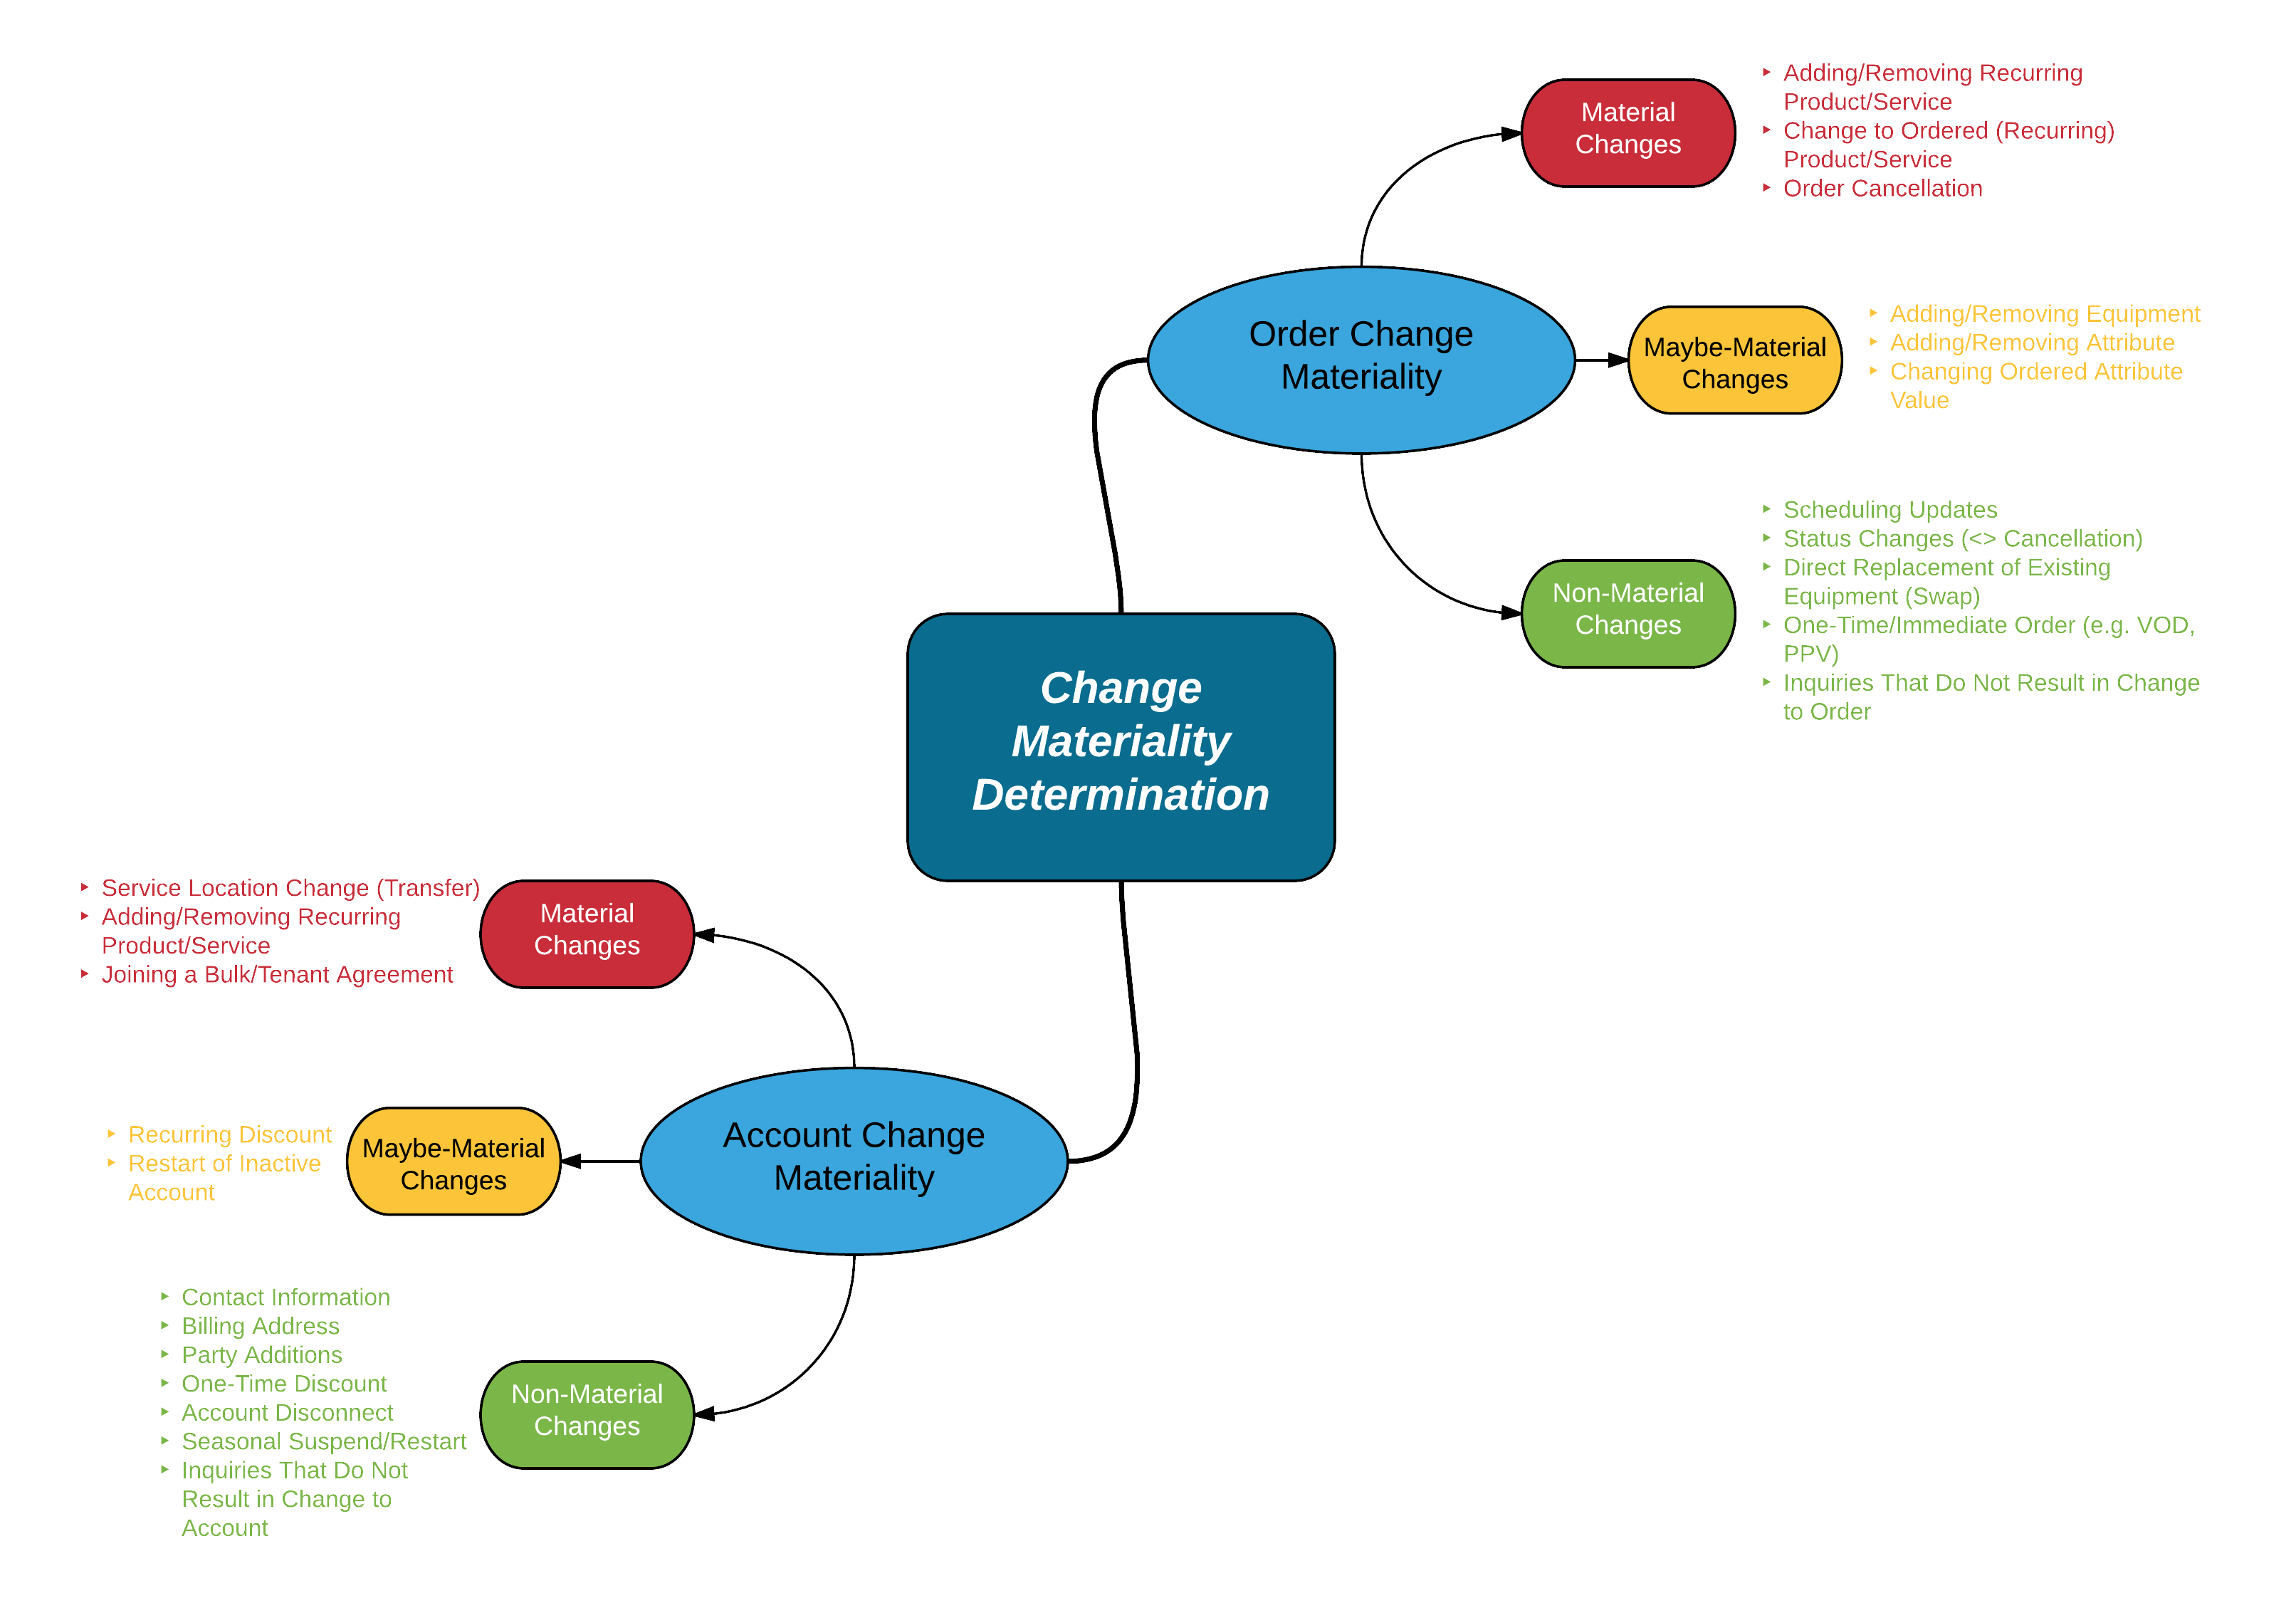 Material
Changes
‣ Adding/Removing Recurring
Product/Service
‣ Change to Ordered (Recurring)
Product/Service
‣ Order Cancellation
Order Change
Materiality
Maybe-Material
Changes
‣ Adding/Removing Equipment
‣ Adding/Removing Attribute
‣ Changing Ordered Attribute
Value
Non-Material
Changes
‣ Scheduling Updates
‣ Status Changes (<> Cancellation)
‣ Direct Replacement of Existing
Equipment (Swap)
‣ One-Time/Immediate Order (e.g. VOD,
PPV)
‣ Inquiries That Do Not Result in Change
to Order
Change
Materiality
Determination
‣ Service Location Change (Transfer)
‣ Adding/Removing Recurring
Product/Service
‣ Joining a Bulk/Tenant Agreement
Material
Changes
Account Change
Materiality
‣ Recurring Discount
‣ Restart of Inactive
Account
Maybe-Material
Changes
‣ Contact Information
‣ Billing Address
‣ Party Additions
‣ One-Time Discount
‣ Account Disconnect
‣ Seasonal Suspend/Restart
‣ Inquiries That Do Not
Result in Change to
Account
Non-Material
Changes